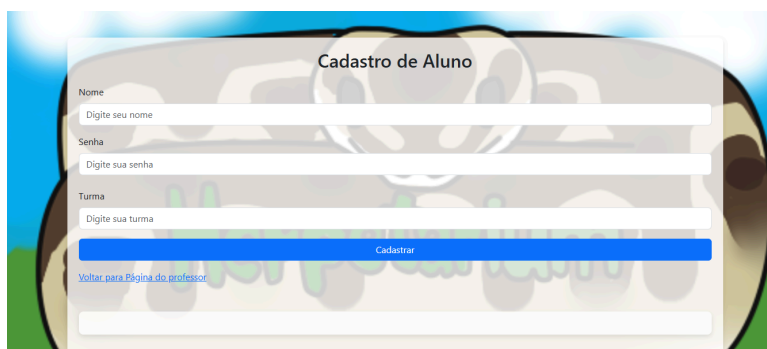 Cadastro de Aluno
Nome
Digite seu nome
Senha
Digite sua senha
Turma
Digite sua turma
Cadastrar
Voltar para Página do professor